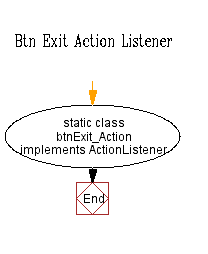 Btn Exit Action Listener
static class
btnExit_Action
implements ActionListener
End